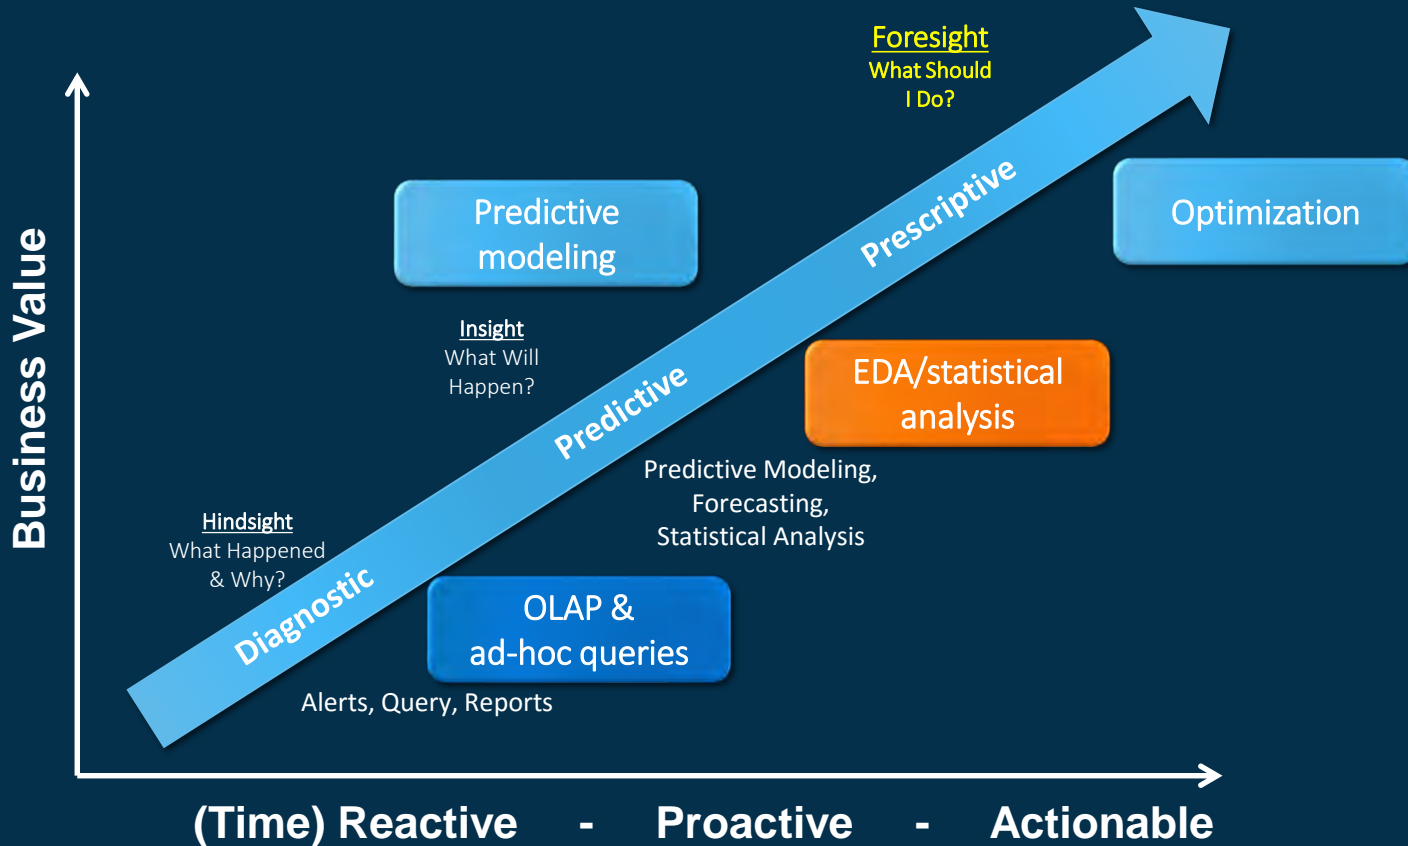 Foresight
What Should
I Do?
Prescriptive
Optimization
Predictive
modeling
Insight
What Will
Happen?
Predictive
EDA/statistical
analysis
Predictive Modeling,
Forecasting,
Statistical Analysis
Hindsight
What Happened
& Why?
Diagnostic
OLAP &
ad-hoc queries
Alerts, Query, Reports
Business Value
(Time) Reactive - Proactive - Actionable